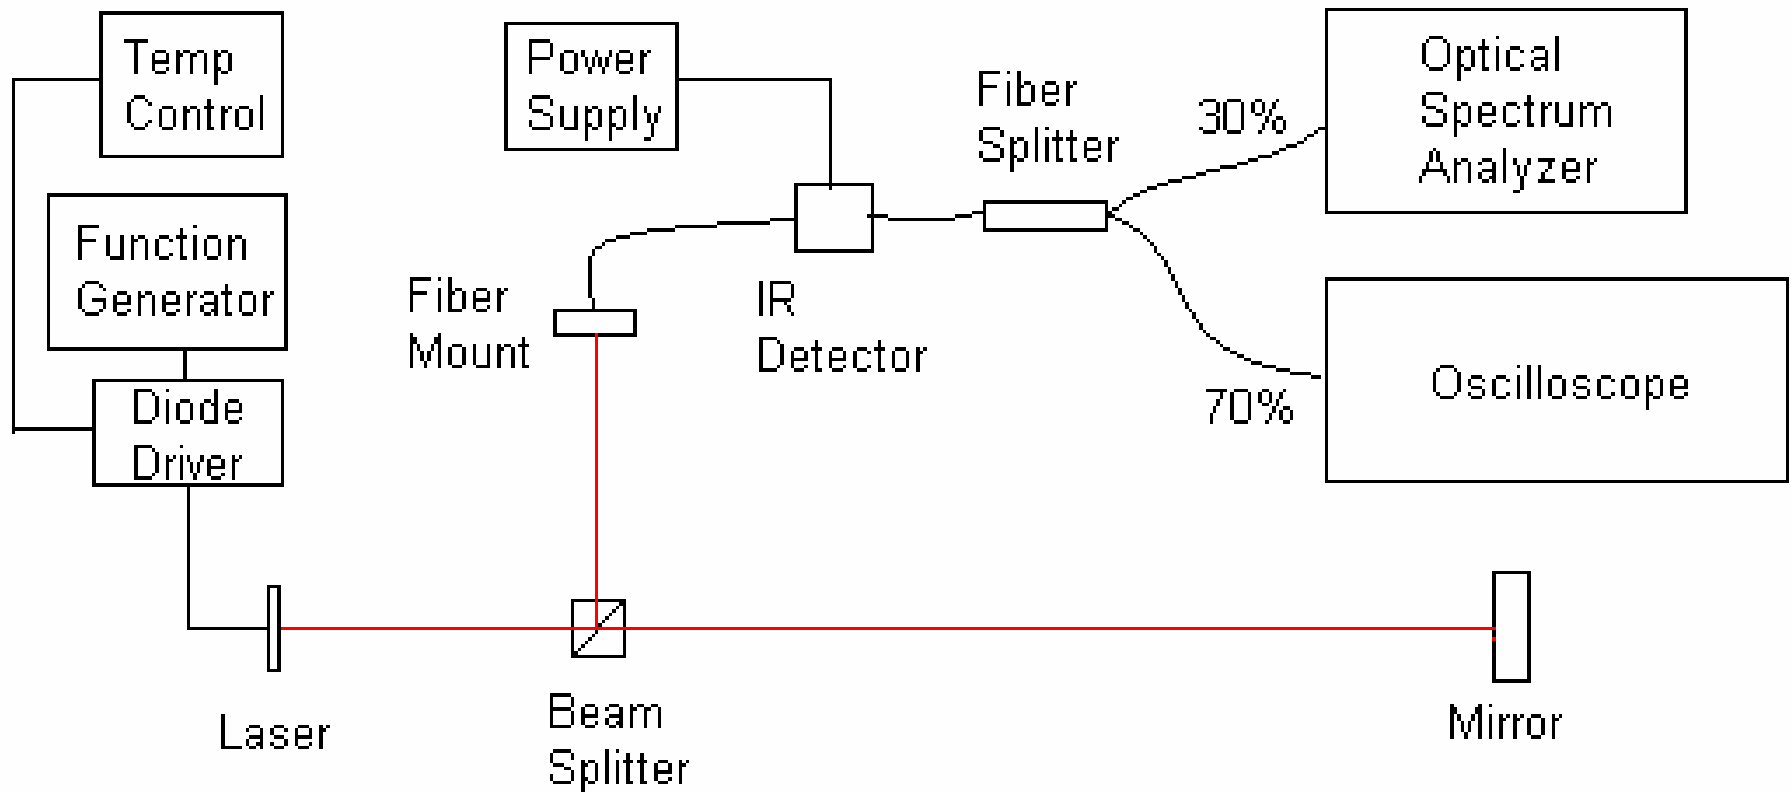 Temp
Control
Power
Supply
Fiber
Splitter
30%
Optical
Spectrum
Analyzer
Function
Generator
Fiber
Mount
IR
Detector
70%
Oscilloscope
Diode
Driver
Laser
Beam
Splitter
Mirror